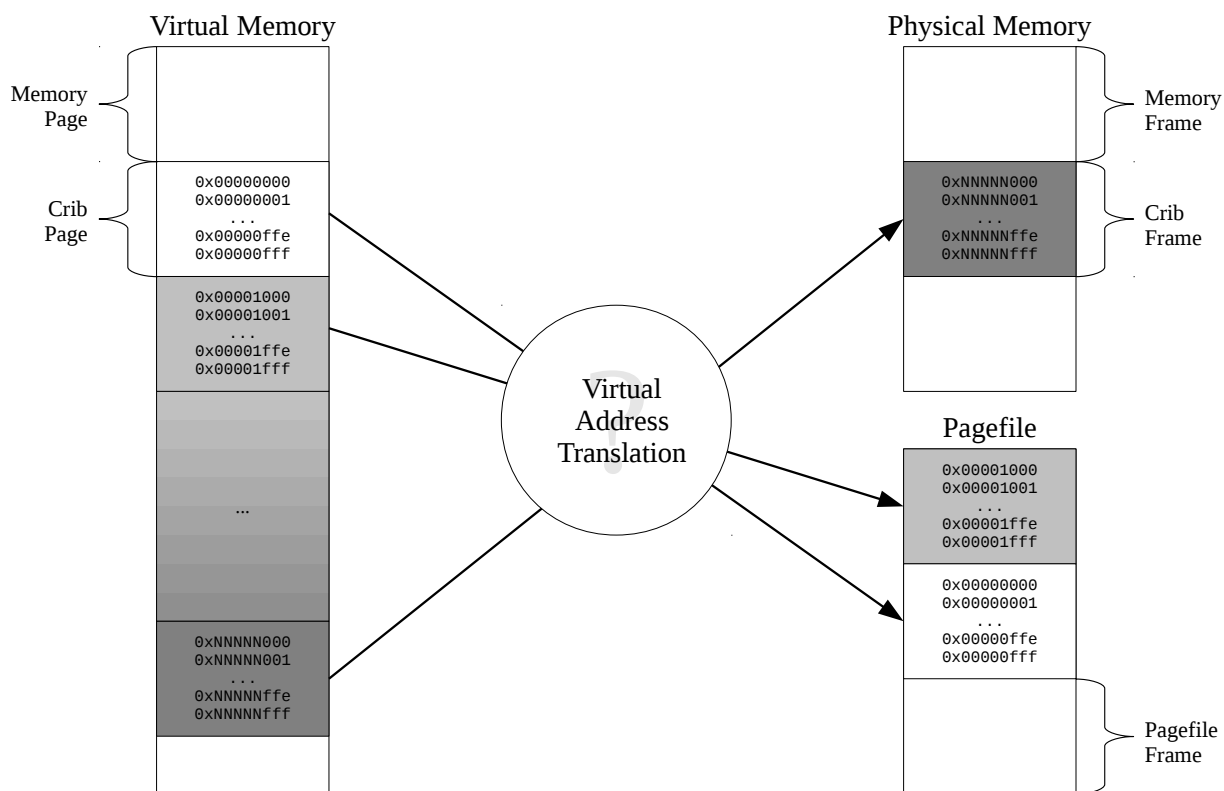 Virtual Memory
Memory
Page
Crib
Page
0x00000000
0x00000001
...
0x00000ffe
0x00000fff
0x00001000
0x00001001
...
0x00001ffe
0x00001fff
...
0xNNNNN000
0xNNNNN001
...
0xNNNNNffe
0xNNNNNfff
?
Virtual
Address
Translation
Physical Memory
Memory
Frame
0xNNNNN000
0xNNNNN001
...
0xNNNNNffe
0xNNNNNfff
Crib
Frame
Pagefile
0x00001000
0x00001001
...
0x00001ffe
0x00001fff
0x00000000
0x00000001
...
0x00000ffe
0x00000fff
Pagefile
Frame